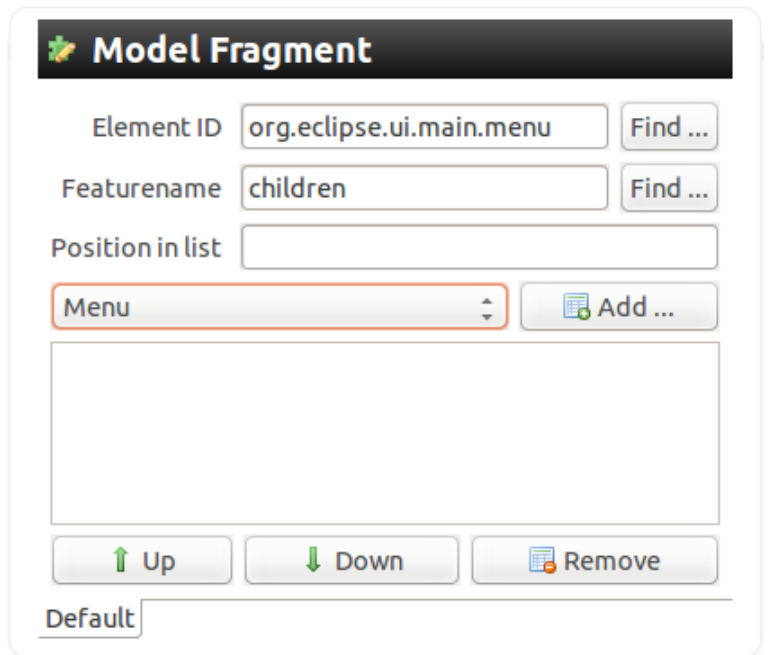 Model Fragment
Element ID org.eclipse.ui.main.menu Find ...
Featurename children Find ...
Position in list
Menu Add ...
Up Down Remove
Default